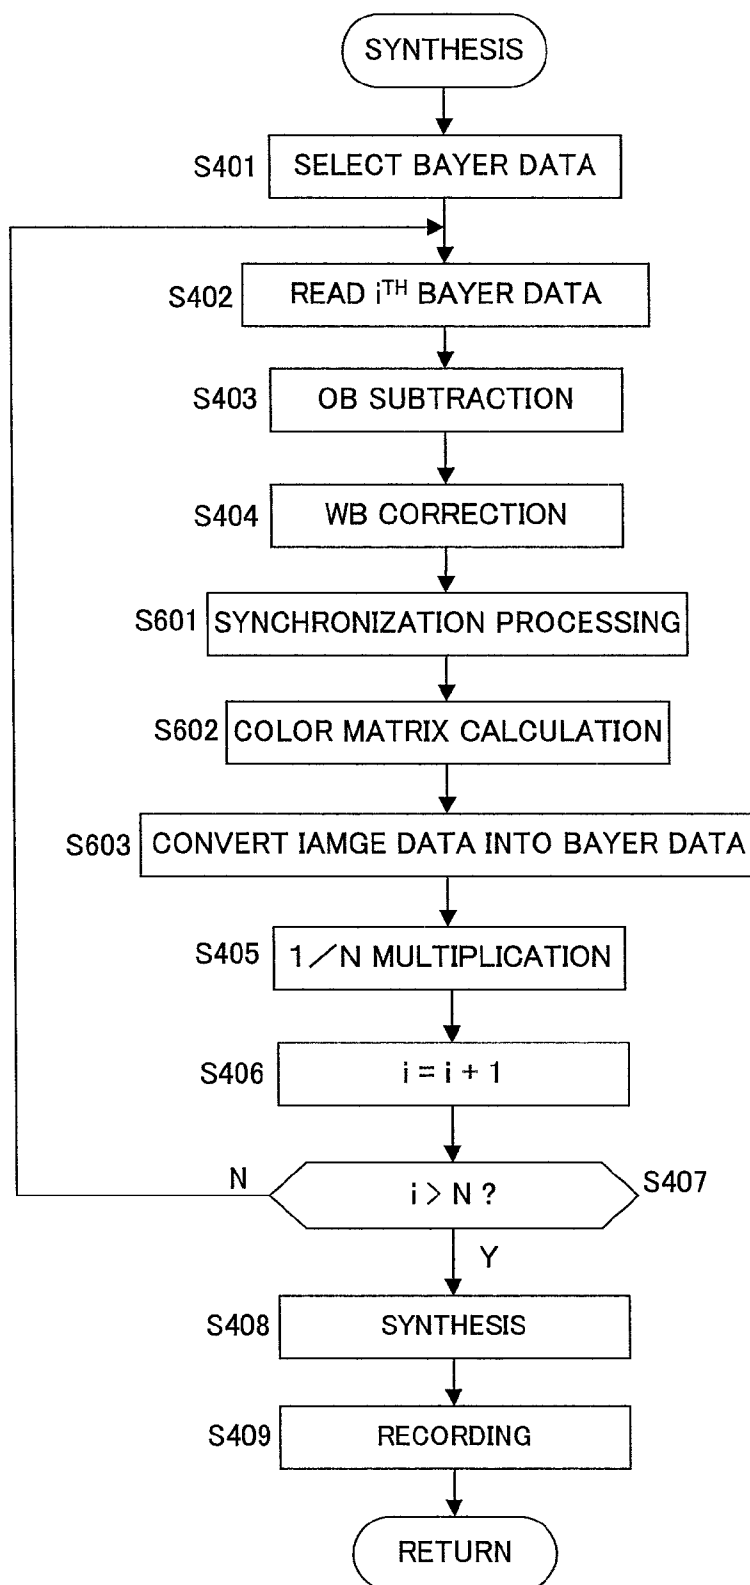 SYNTHESIS
S401 SELECT BAYER DATA
S402 READ iTH BAYER DATA
S403 OB SUBTRACTION
S404 WB CORRECTION
S601 SYNCHRONIZATION PROCESSING
S602 COLOR MATRIX CALCULATION
S603 CONVERT IAMGE DATA INTO BAYER DATA
S405 1/N MULTIPLICATION
S406 i = i + 1
N i > N ? S407
Y
S408 SYNTHESIS
S409 RECORDING
RETURN